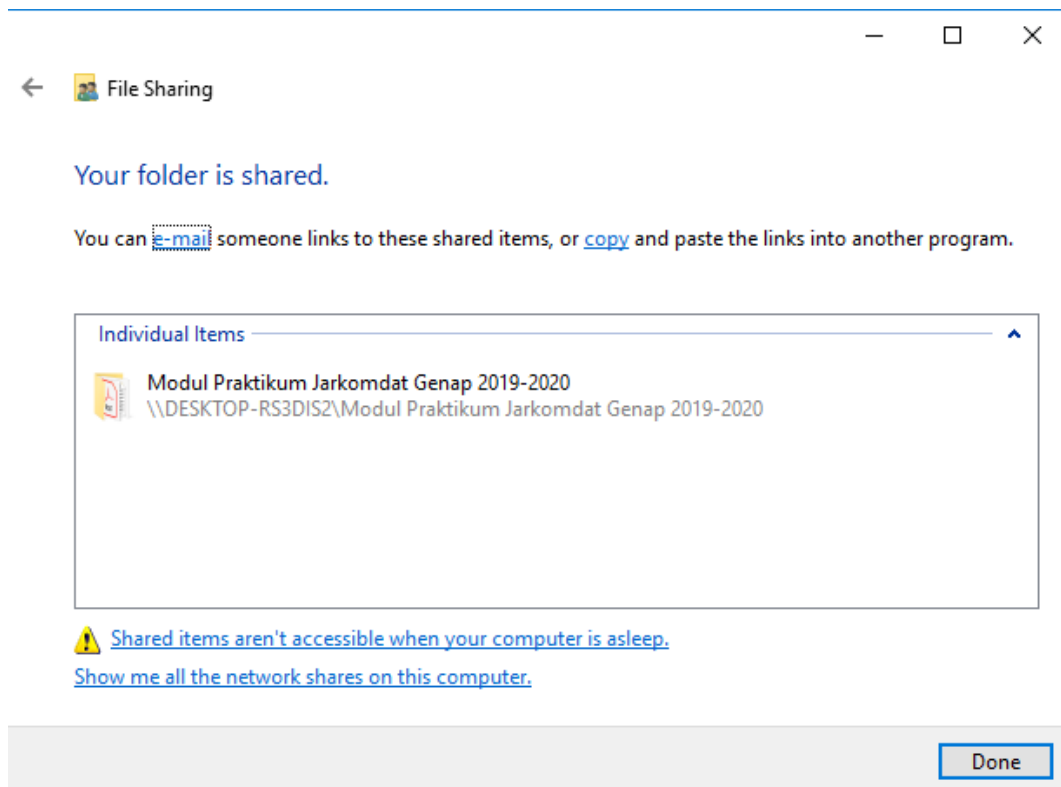 File Sharing
Your folder is shared.
You can e-mail someone links to these shared items, or copy and paste the links into another program.
Individual Items
Modul Praktikum Jarkomdat Genap 2019-2020
\\DESKTOP-RS3DIS2\Modul Praktikum Jarkomdat Genap 2019-2020
Shared items aren't accessible when your computer is asleep.
Show me all the network shares on this computer.
Done